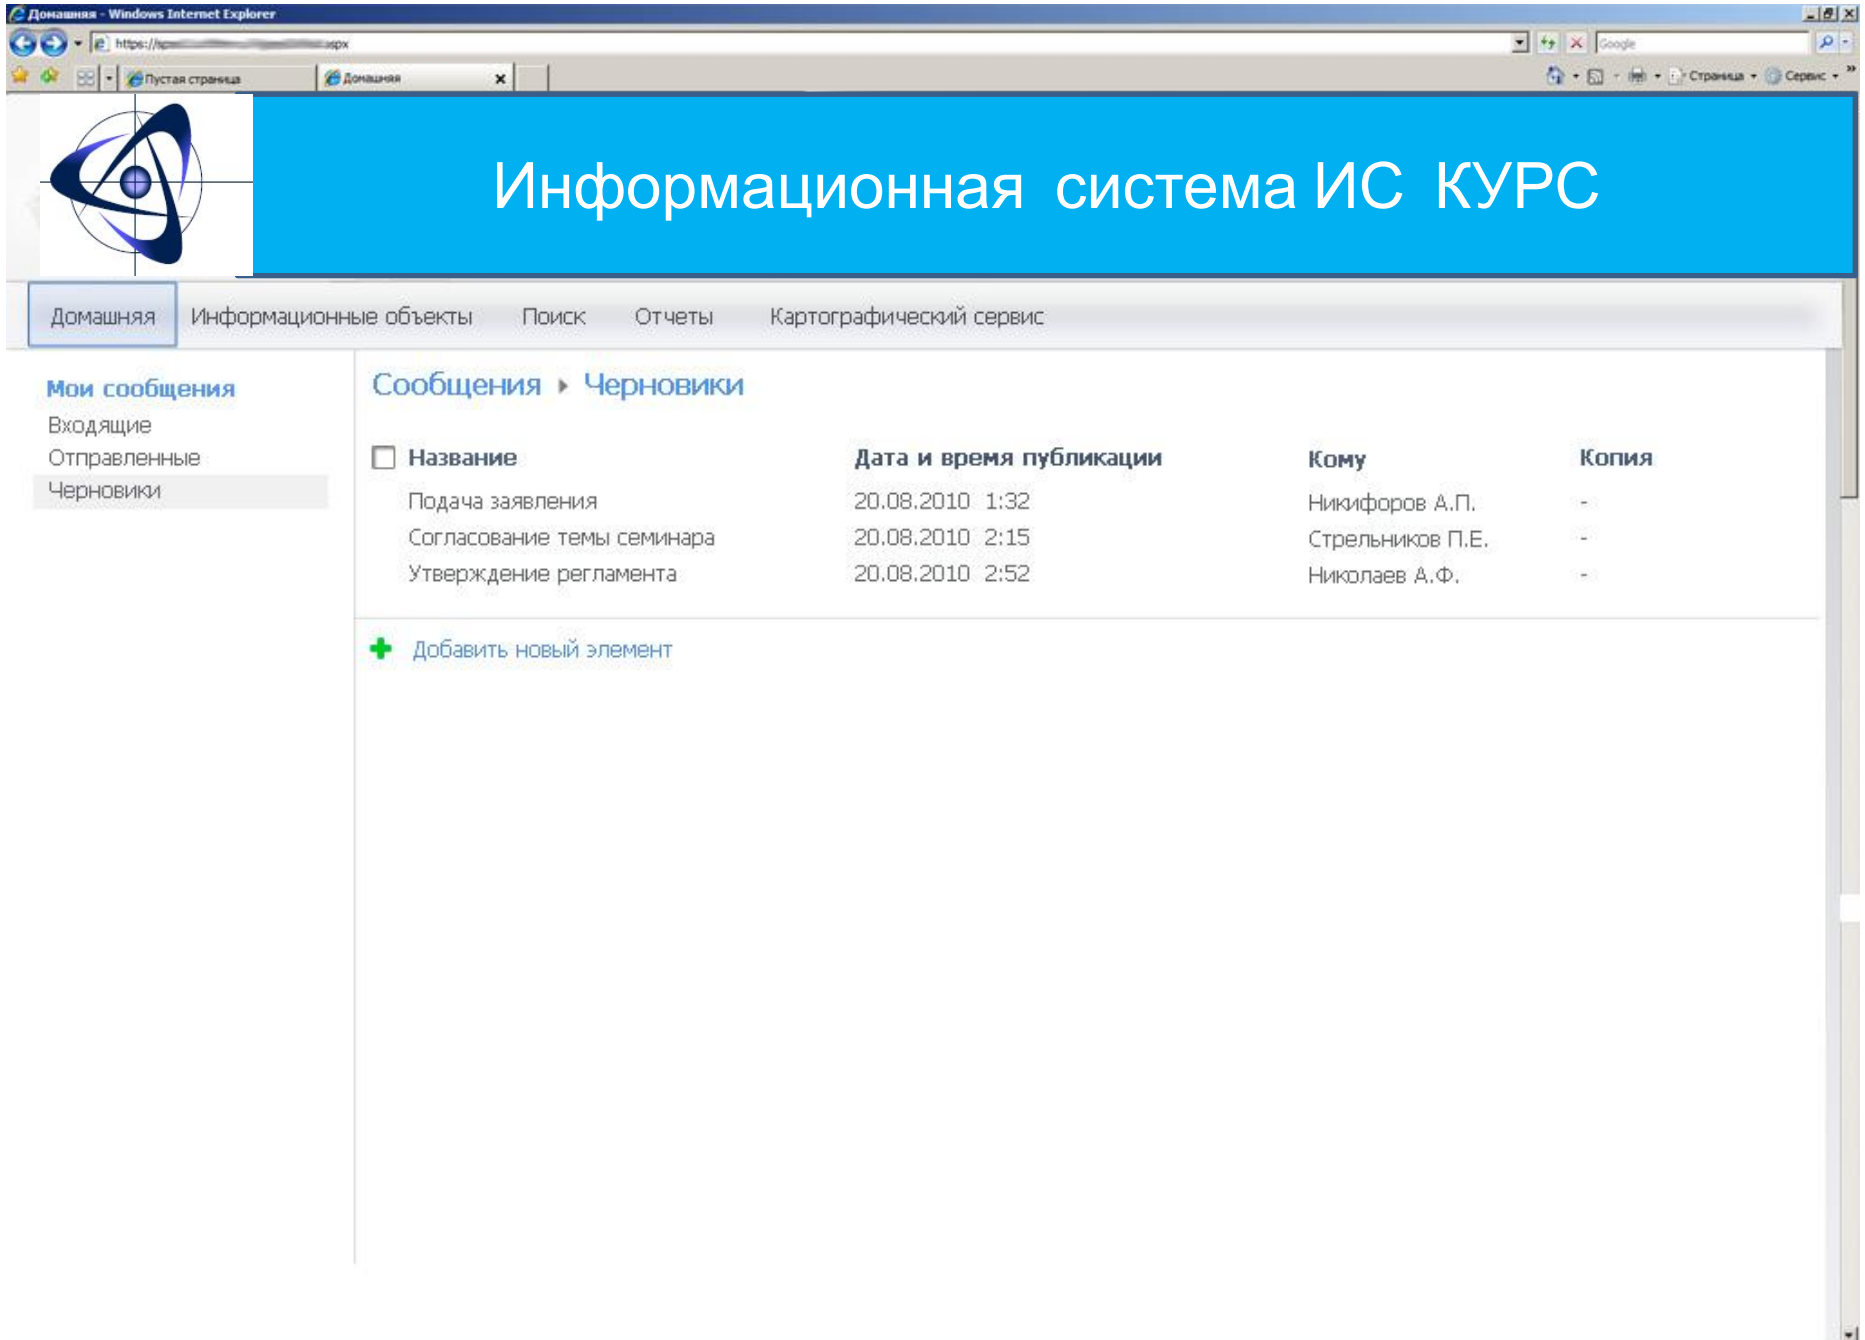 Домашняя - Windows Internet Explorer
https://
Google
Пустая страница
Домашняя
Страница
Сервис
Информационная система ИС КУРС
Домашняя Информационные объекты Поиск Отчеты Картографический сервис
Мои сообщения
Входящие
Отправленные
Черновики
Сообщения Черновики
Название Дата и время публикации Кому Копия
Подача заявления 20.08.2010 1:32 Никифоров А.П. -
Согласование темы семинара 20.08.2010 2:15 Стрельников П.Е. -
Утверждение регламента 20.08.2010 2:52 Николаев А.Ф. -
Добавить новый элемент